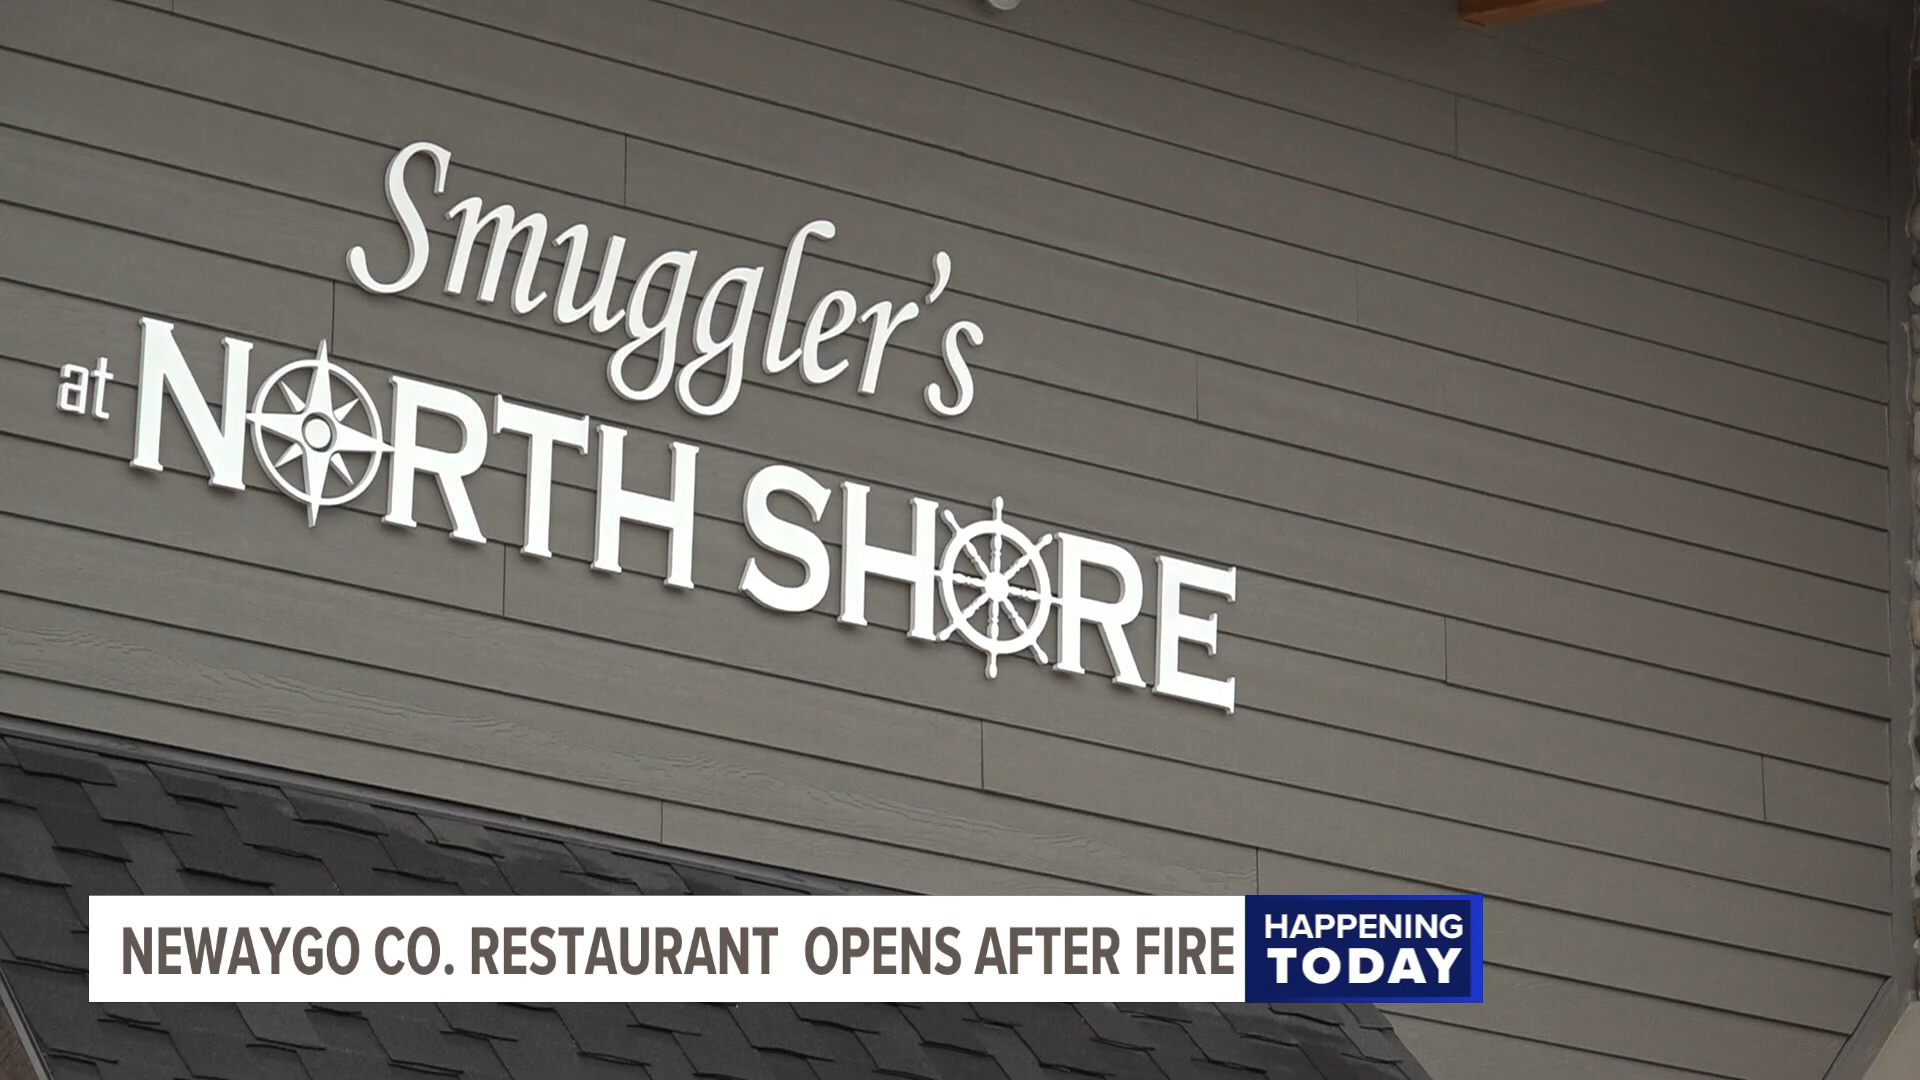 Smuggler's
at NORTH SHORE
NEWAYGO CO. RESTAURANT OPENS AFTER FIRE
HAPPENING
TODAY